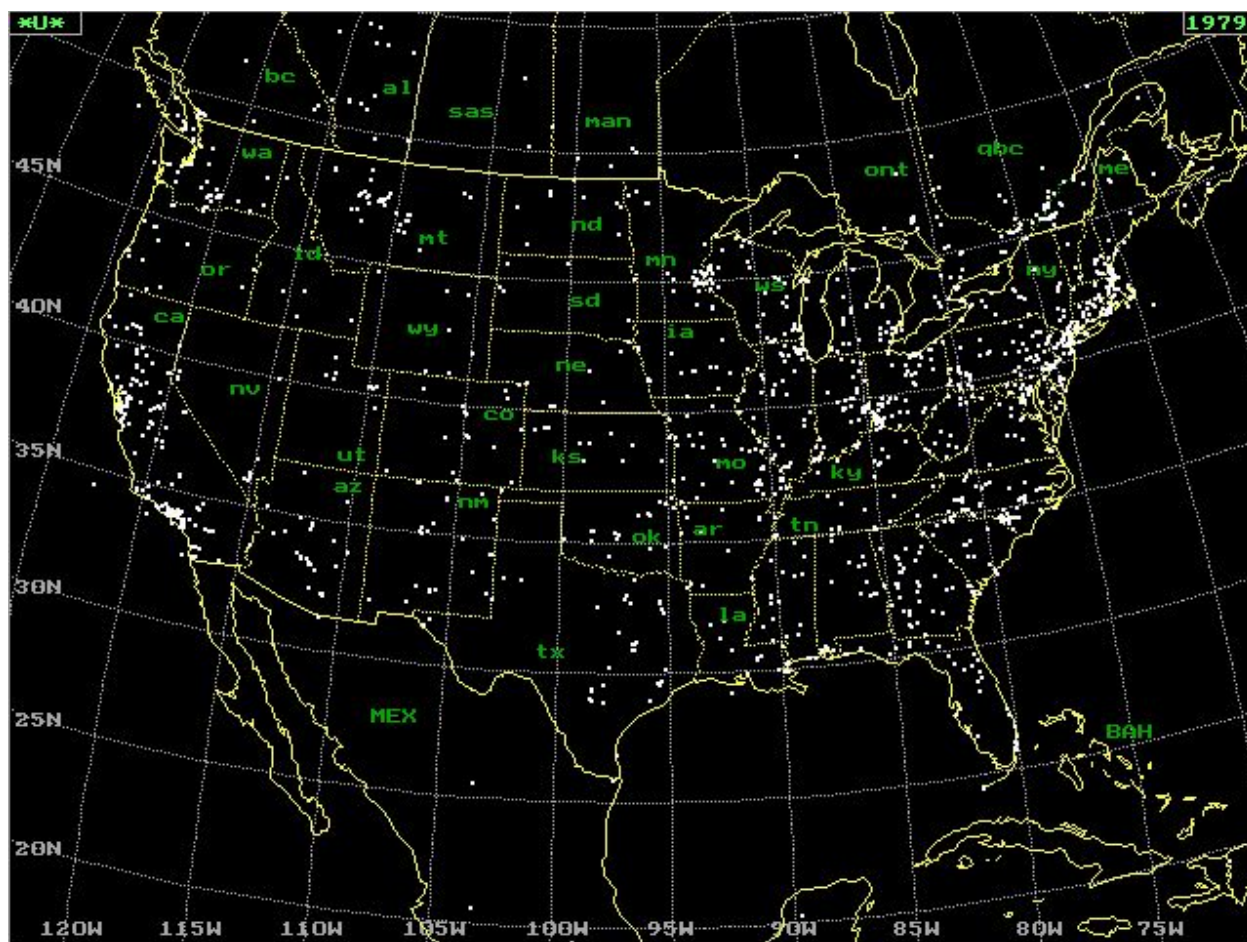 *U* 1979
bc al
sas man
qbc
wa ont me
45N
nd
mt
or id mn ny
ws
sd
40N
ca wy ia
ne
nv
co
35N
ut ks mo ky
az nm
tn
ok ar
30N
la
tx
MEX
25N
BAH
20N
120W 110W 105W 100W 95W 90W 85W 80W 75W